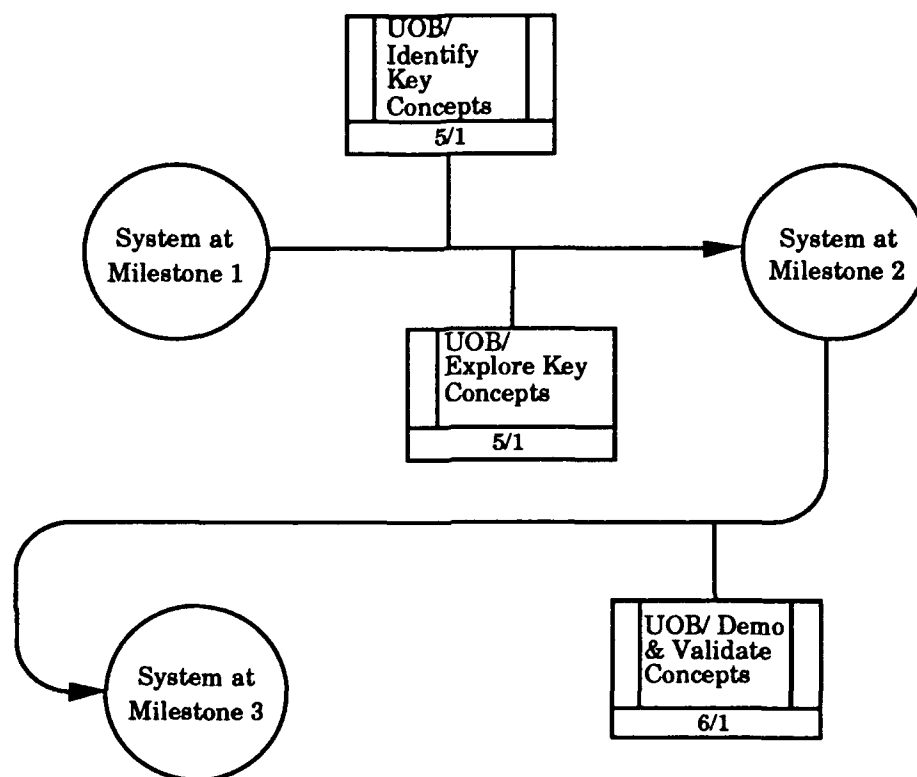 UOB/
Identify
Key
Concepts
5/1
System at
Milestone 1
System at
Milestone 2
UOB/
Explore Key
Concepts
5/1
UOB/ Demo
& Validate
Concepts
6/1
System at
Milestone 3